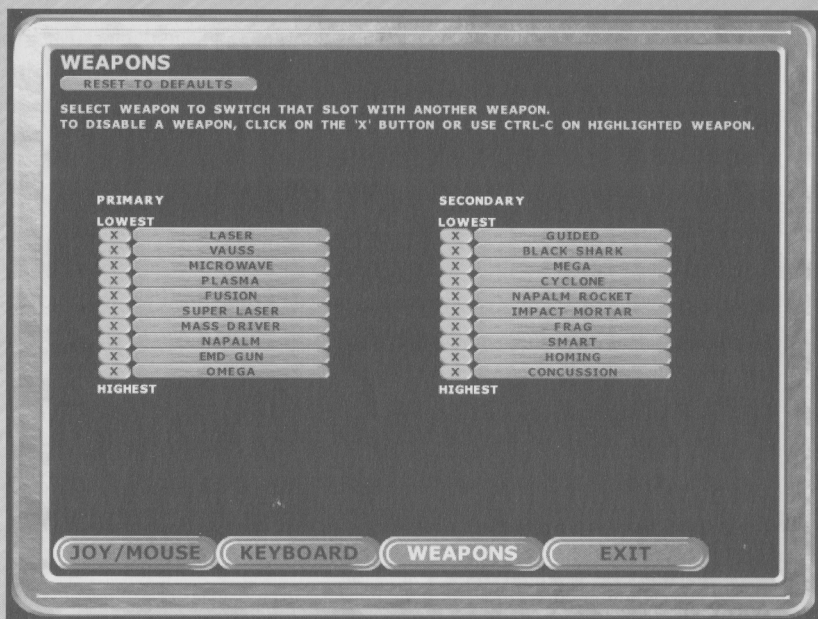 WEAPONS
RESET TO DEFAULTS
SELECT WEAPON TO SWITCH THAT SLOT WITH ANOTHER WEAPON.
TO DISABLE A WEAPON, CLICK ON THE 'X' BUTTON OR USE CTRL-C ON HIGHLIGHTED WEAPON.
PRIMARY
LOWEST
X LASER
X VAUSS
X MICROWAVE
X PLASMA
X FUSION
X SUPER LASER
X MASS DRIVER
X NAPALM
X EMD GUN
X OMEGA
HIGHEST
SECONDARY
LOWEST
X GUIDED
X BLACK SHARK
X MEGA
X CYCLONE
X NAPALM ROCKET
X IMPACT MORTAR
X FRAG
X SMART
X HOMING
X CONCUSSION
HIGHEST
JOY/MOUSE KEYBOARD WEAPONS EXIT